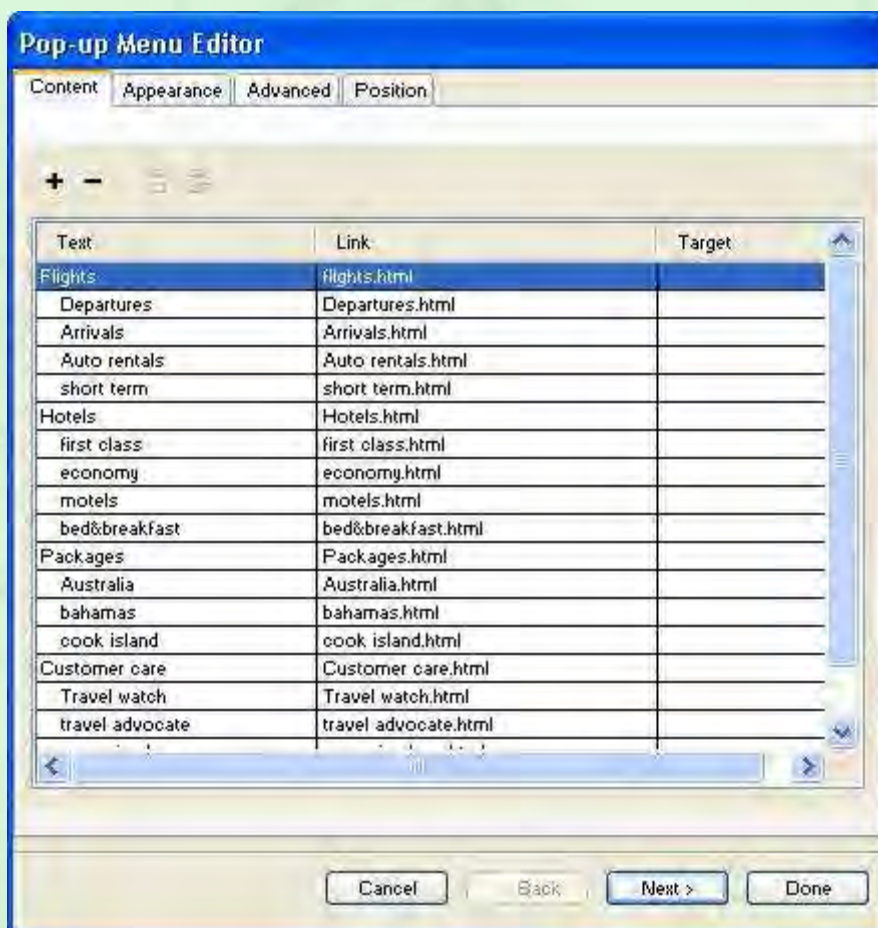 Pop-up Menu Editor
Content Appearance Advanced Position
+ −
Text Link Target
Flights flights.html
Departures Departures.html
Arrivals Arrivals.html
Auto rentals Auto rentals.html
short term short term.html
Hotels Hotels.html
first class first class.html
economy economy.html
motels motels.html
bed&breakfast bed&breakfast.html
Packages Packages.html
Australia Australia.html
bahamas bahamas.html
cook island cook island.html
Customer care Customer care.html
Travel watch Travel watch.html
travel advocate travel advocate.html
Cancel Back Next > Done